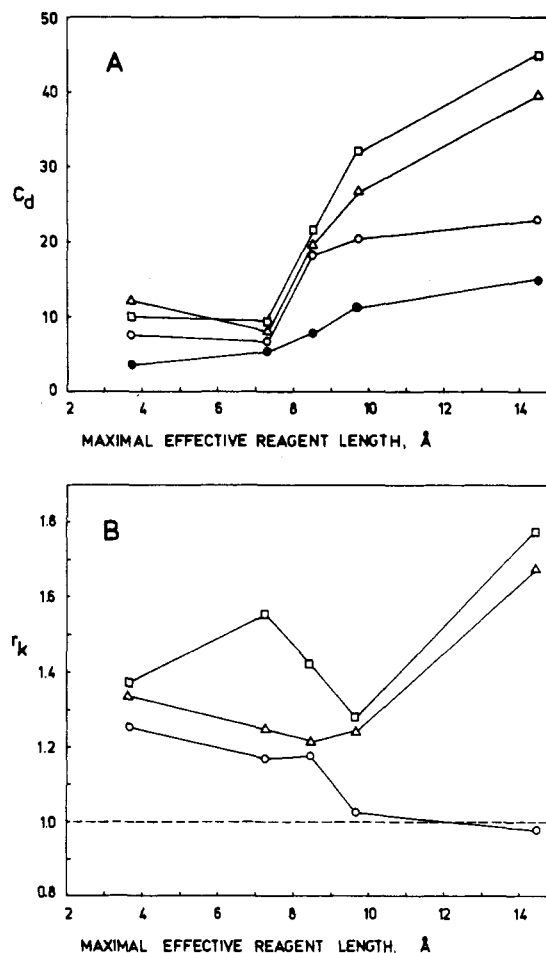 A
50
40
30
20
10
0
C_d
2 4 6 8 10 12 14
MAXIMAL EFFECTIVE REAGENT LENGTH, Å
B
1.8
1.6
1.4
1.2
1.0
0.8
r_k
2 4 6 8 10 12 14
MAXIMAL EFFECTIVE REAGENT LENGTH, Å